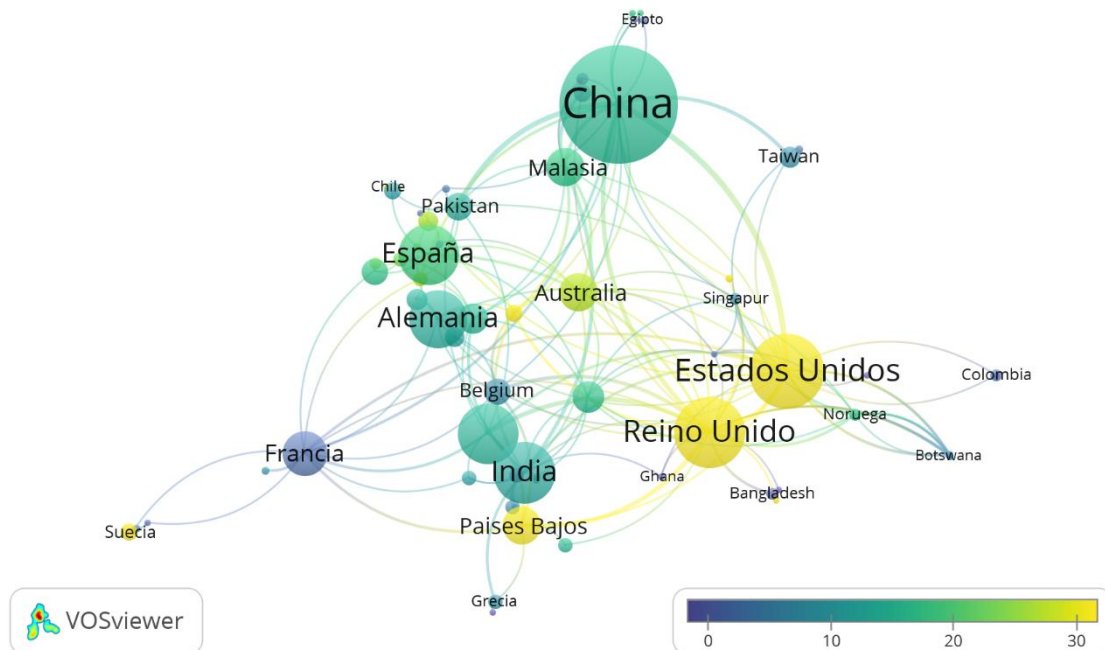 Egipto
China
Taiwan
Malasia
Chile
Pakistan
España
Australia
Singapur
Alemania
Estados Unidos
Colombia
Belgium
Noruega
Reino Unido
Francia
Botswana
India
Ghana
Bangladesh
Paises Bajos
Suecia
Grecia
VOSviewer
0 10 20 30